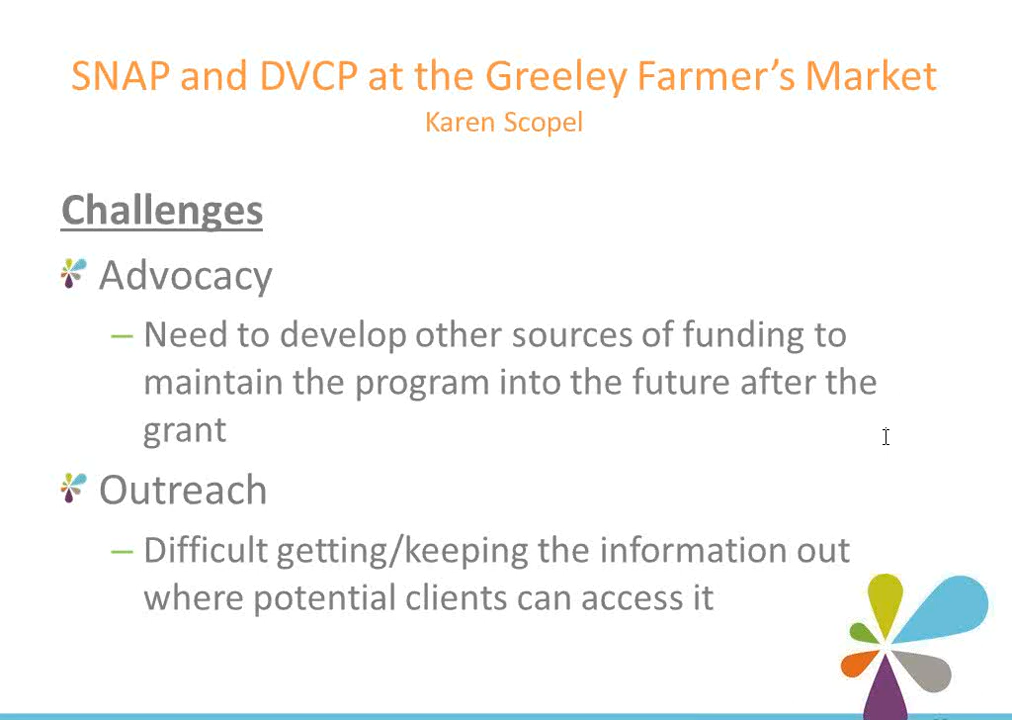 SNAP and DVCP at the Greeley Farmer’s Market
Karen Scopel
Challenges
Advocacy
– Need to develop other sources of funding to
maintain the program into the future after the
grant
Outreach
– Difficult getting/keeping the information out
where potential clients can access it